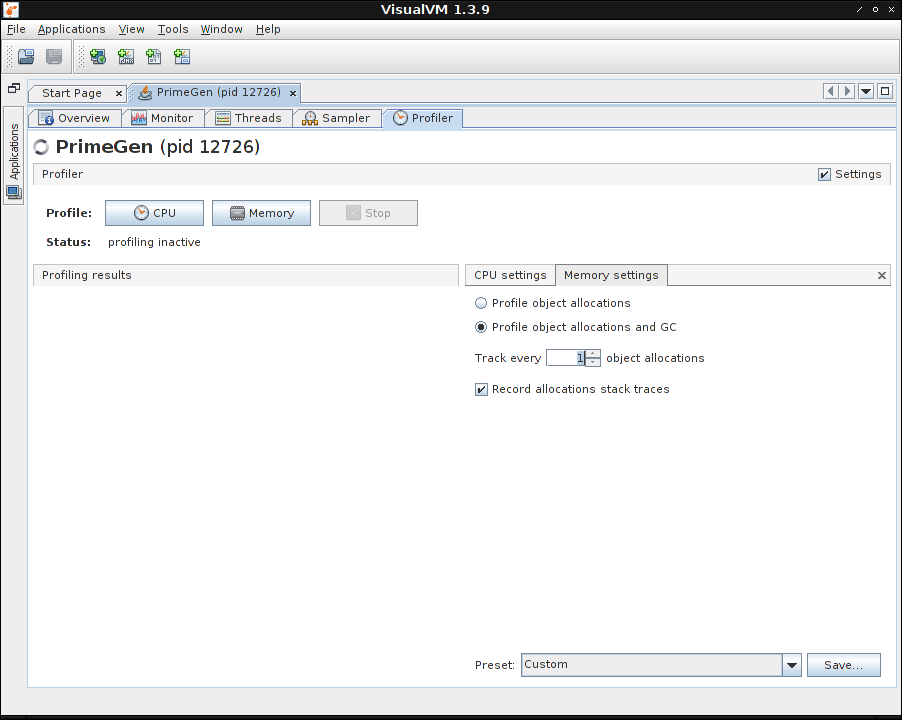 VisualVM 1.3.9
File Applications View Tools Window Help
Start Page PrimeGen (pid 12726)
Applications
Overview Monitor Threads Sampler Profiler
PrimeGen (pid 12726)
Profiler Settings
Profile: CPU Memory Stop
Status: profiling inactive
Profiling results CPU settings Memory settings
Profile object allocations
Profile object allocations and GC
Track every 1 object allocations
Record allocations stack traces
Preset: Custom Save...